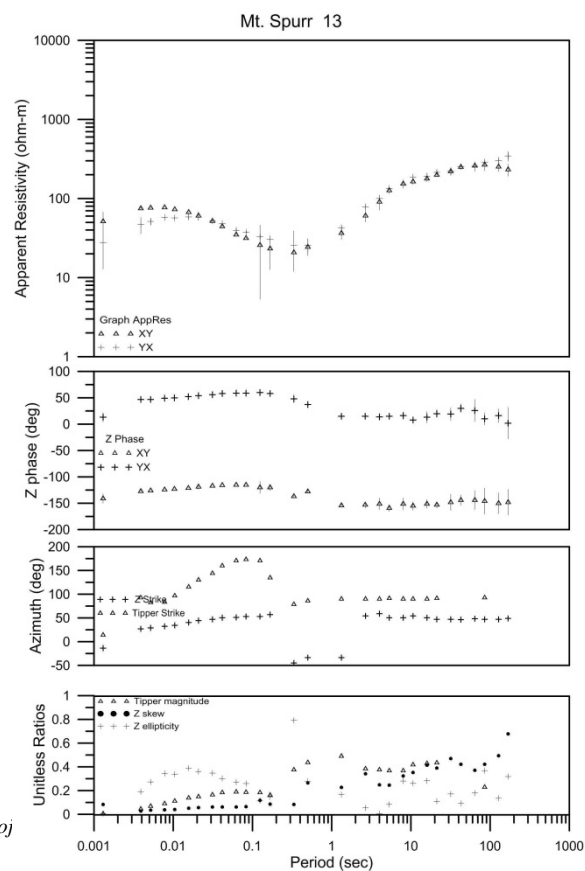 Mt. Spurr 13
10000
1000
100
10
1
Apparent Resistivity (ohm-m)
Graph AppRes
XY
YX
200
150
100
50
0
-50
-100
-150
-200
Z phase (deg)
Z Phase
XY
YX
200
150
100
50
0
-50
Azimuth (deg)
Z Strike
Tipper Strike
1
0.8
0.6
0.4
0.2
0
Unitless Ratios
Tipper magnitude
Z skew
Z ellipticity
0.001 0.01 0.1 1 10 100 1000
Period (sec)
oj